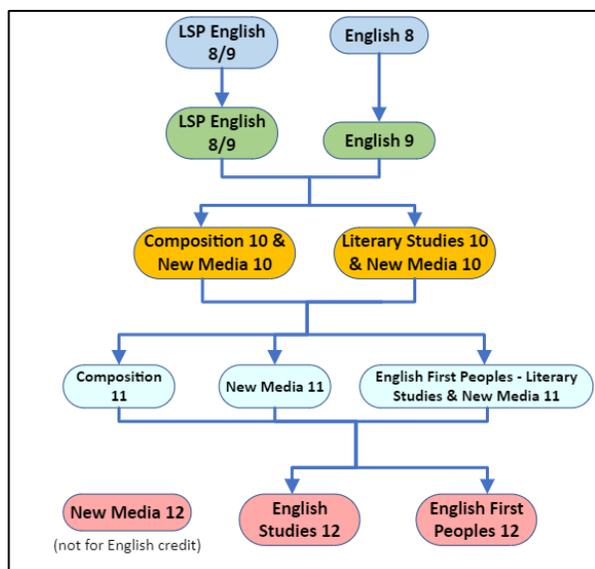 LSP English
8/9
English 8
LSP English
8/9
English 9
Composition 10 &
New Media 10
Literary Studies 10
& New Media 10
Composition
11
New Media 11
English First Peoples - Literary
Studies & New Media 11
New Media 12
(not for English credit)
English
Studies 12
English First
Peoples 12